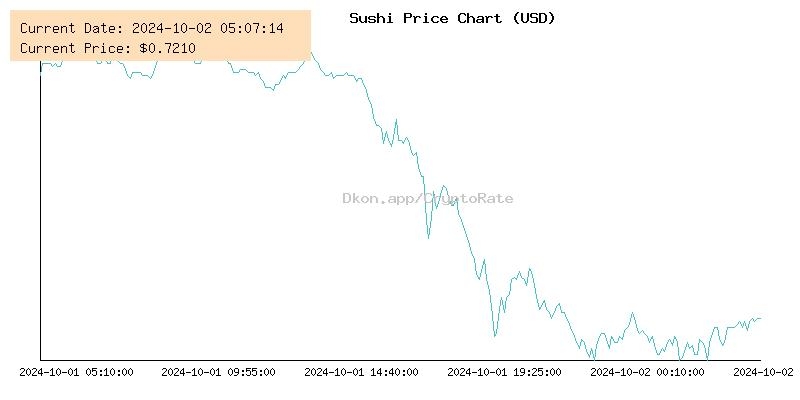 Sushi Price Chart (USD)
Current Date: 2024-10-02 05:07:14
Current Price: $0.7210
Dkon.app/CryptoRate
2024-10-01 05:10:00 2024-10-01 09:55:00 2024-10-01 14:40:00 2024-10-01 19:25:00 2024-10-02 00:10:00 2024-10-02